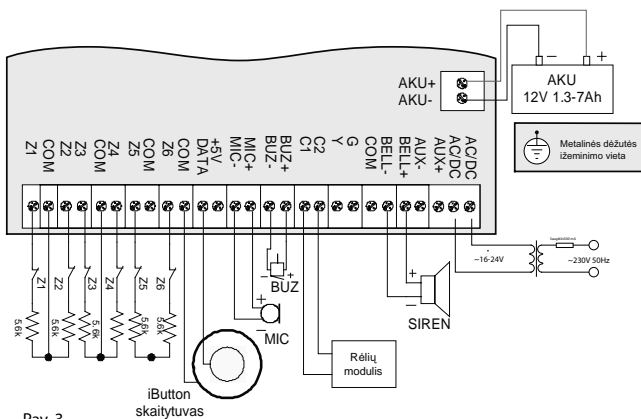 AKU+
AKU-
− +
AKU
12V 1.3-7Ah
Metalinės dėžutės
įžeminimo vieta
Z1
COM
Z2
Z3
COM
Z4
Z5
COM
Z6
COM
DATA
+5V
MIC-
MIC+
BUZ-
BUZ+
C1
C2
Y
G
COM
BELL-
BELL+
AUX-
AUX+
AC/DC
AC/DC
~16-24V
~230V 50Hz
Z1
Z2
Z3
Z4
Z5
Z6
5.6k
5.6k
5.6k
5.6k
5.6k
5.6k
− +
BUZ
+
−
MIC
+
−
SIREN
Rėlių
modulis
iButton
skaitytuvas
Pav. 3